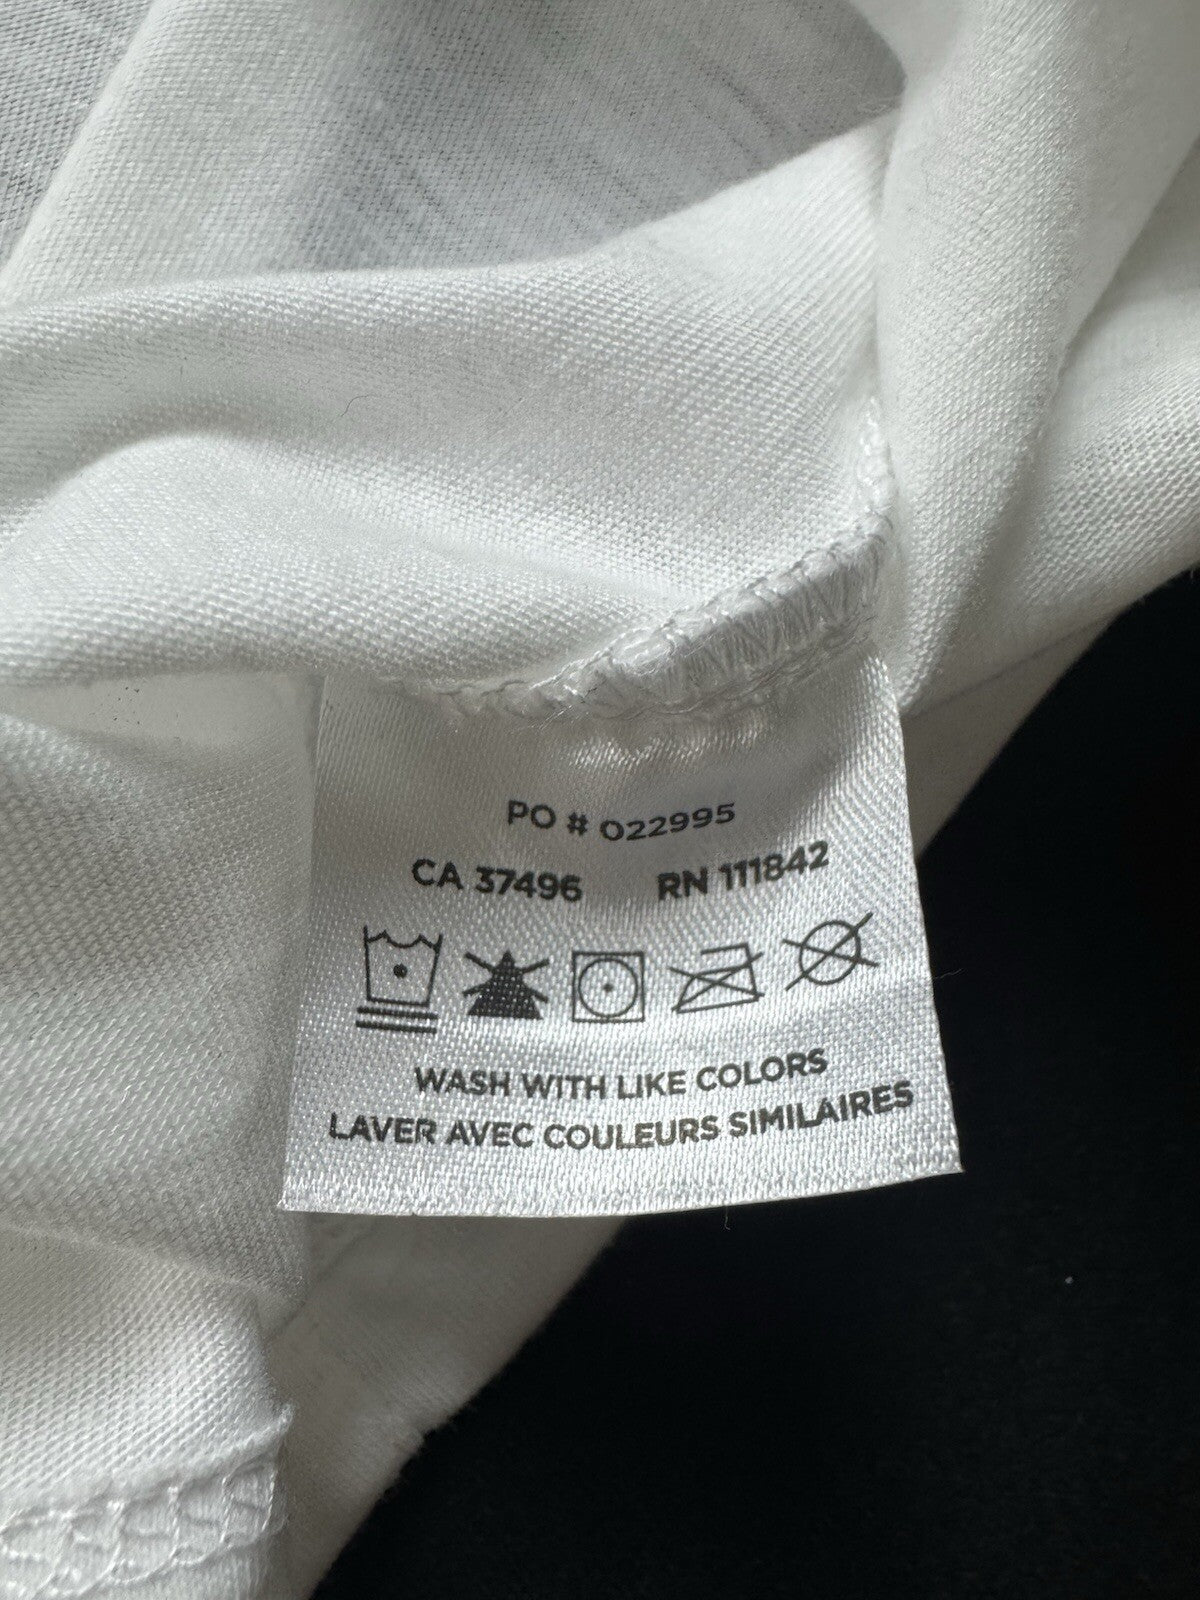 PO # 022995
CA 37496 RN 111842
WASH WITH LIKE COLORS
LAVER AVEC COULEURS SIMILAIRES